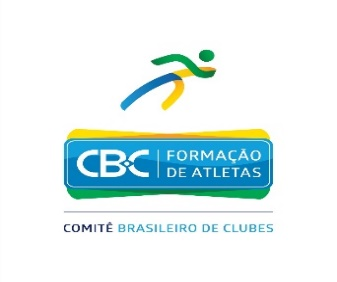 CBC FORMAÇÃO
DE ATLETAS
COMITÊ BRASILEIRO DE CLUBES